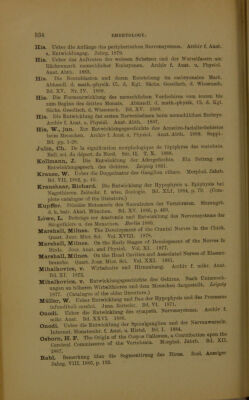 584 EMBRYOLOGY.
His. Ueber die Anfänge des peripherischen Nervensystems. Archiv f. Anat.
u. Entwicklung. Jahrg. 1879.
His. Ueber das Auftreten der weissen Substanz und der Wurzelfasern am
Rückenmark menschlicher Embryonen. Archiv f. Anat. u. Physiol.
Anat. Abth. 1883.
His. Die Neuroblasten und deren Entstehung im embryonalen Mark.
Abhandl. d. math.-physik. Cl. d. Kgl. Sächs. Gesellsch. d. Wissensch.
Bd. XV. Nr. IV. 1889.
His. Die Formentwicklung des menschlichen Vorderhirns vom
zum Beginn des dritten Monats. Abhandl. d. math.-physik. Cl. d. Kgl.
Sächs. Gesellsch. d. Wissensch. Bd. XV. 1889.
His. Die Entwicklung der ersten Nervenbahnen beim menschlichen Embryo.
Archiv f. Anat. u. Physiol. Anat. Abth. 1887.
His, W., jun. Zur Entwicklungsgeschichte des Acustico-facialisgebietes
beim Menschen. Archiv f. Anat. u. Physiol. Anat. Abth. 1889. Suppl.
Bd. pp. 1-28.
Julin, Ch. De la signification morphologique de l'épiphyse des vertébrés.
Bull. sci. du départ. du Nord. Sér. II. T. X. 1888.
Kollmann, J. Die Entwicklung der Adergeflechte. Ein Beitrag zur
Entwicklungsgesch. des Gehirns. Leipzig 1861.
Krause, W. Ueber die Doppelnatur des Ganglion ciliare. Morphol. Jahrb.
Bd. VII. 1882, p. 43.
Kraushaar, Richard. Die Entwicklung der Hypophysis u. Epiphysis bei
Nagethieren. Zeitschr. f. wiss. Zoologie. Bd. XLI. 1884, p. 79. (Com-
plete catalogue of the literature.)
Kupffer. Primäre Metamerie des Neuralrohrs der Vertebraten. Sitzungsb.
d. k. bair. Akad. München. Bd. XV. 1886, p. 469.
Löwe, L. Beiträge zur Anatomie und Entwicklung des Nervensystems der
Säugethiere u. des Menschen. Berlin 1880.
Marshall, Milnes. The Development of the Cranial Nerves in the Chick.
Quart. Jour. Micr. Sci. Vol. XVIII. 1878.
Marshall, Milnes. On the Early Stages of Development of the Nerves in
Birds. Jour. Anat. and Physiol. Vol. XI. 1877.
Marshall, Milnes. On the Head Cavities and Associated Nerves of Elasmo-
branchs. Quart. Jour. Micr. Sci. Vol. XXI. 1881.
Mihalkovics, v. Wirbelsaite und Hirnanhang. Archiv f. mikr. Anat.
Bd. XI. 1875.
Mihalkovics, v. Entwicklungsgeschichte des Gehirns. Nach Untersuch-
ungen an höheren Wirbelthieren und dem Menschen dargestellt. Leipzig
1877. (Catalogue of the older literature.)
Müller, W. Ueber Entwicklung und Bau der Hypophysis und des Processus
infundibuli cerebri. Jena. Zeitschr. Bd. VI. 1871.
Onodi. Ueber die Entwicklung des sympath. Nervensystems. Archiv f.
mikr. Anat. Bd. XXVI. 1886.
Onodi. Ueber die Entwicklung der Spinalganglien und der Nervenwurzeln.
Internat. Monatsschr. f. Anat. u. Histol. Bd. I. 1884.
Osborn, H. F. The Origin of the Corpus Callosum, a Contribution upon the
Cerebral Commissures of the Vertebrata. Morphol. Jahrb. Bd. XII.
1887.
Rabl. Bemerkung über die Segmentirung des Hirns. Zool. Anzeiger
Jahrg. VIII. 1885, p. 192.